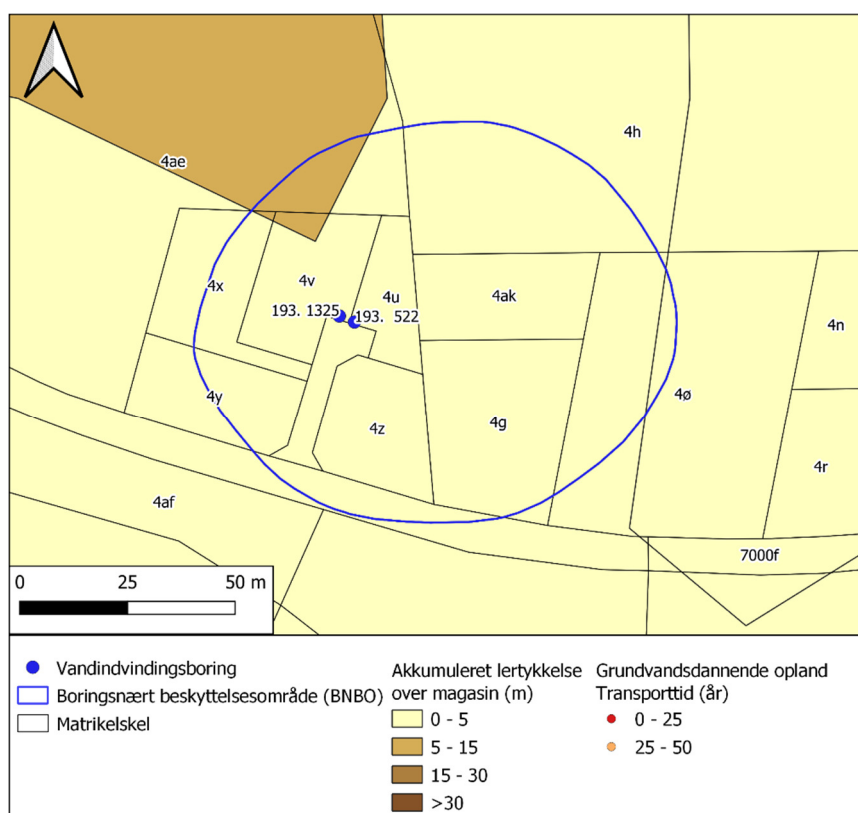 4h
4ae
4x
4v
4u
4ak
193. 1325
193. 522
4n
4y
4z
4g
4ø
4r
4af
7000f
0 25 50 m
Vandindvindingsboring
Boringsnært beskyttelsesområde (BNBO)
Matrikelskel
Akkumuleret lertykkelse
over magasin (m)
0 - 5
5 - 15
15 - 30
>30
Grundvandsdannende opland
Transporttid (år)
0 - 25
25 - 50